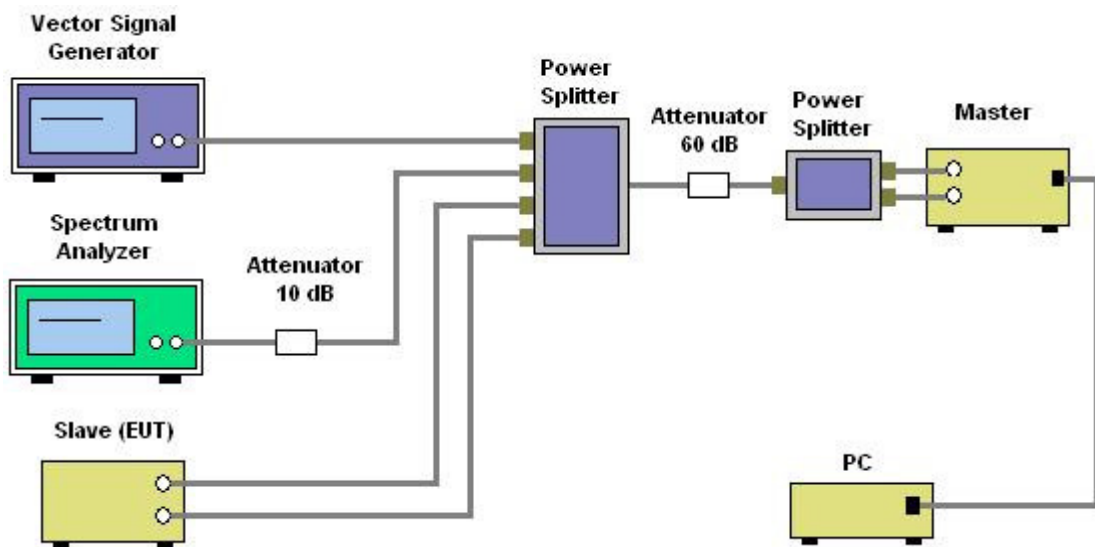 Vector Signal
Generator
Power
Splitter
Attenuator
60 dB
Power
Splitter
Master
Spectrum
Analyzer
Attenuator
10 dB
Slave (EUT)
PC